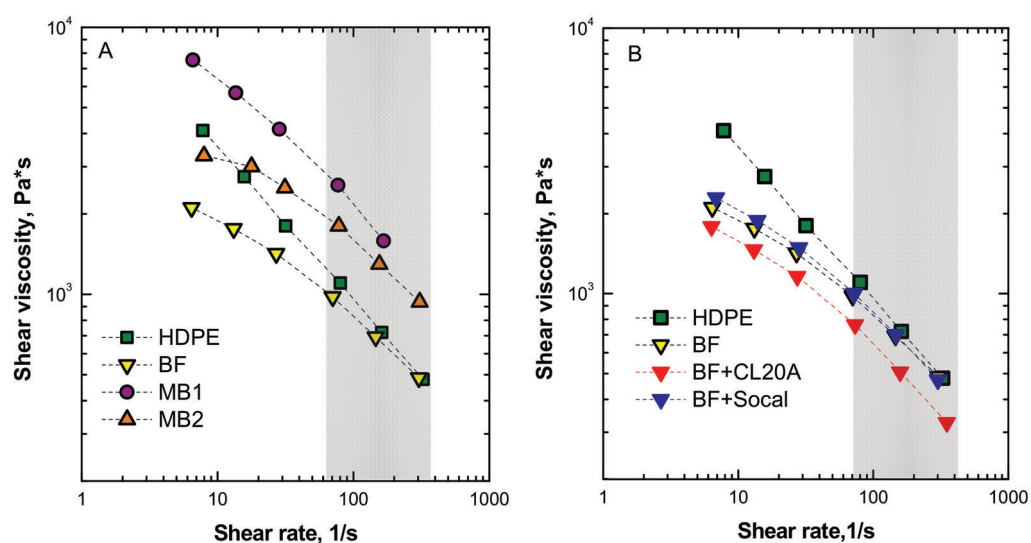 A
10⁴
10³
Shear viscosity, Pa*s
HDPE
BF
MB1
MB2
1 10 100 1000
Shear rate, 1/s
B
10⁴
10³
Shear viscosity, Pa*s
HDPE
BF
BF+CL20A
BF+Socal
1 10 100 1000
Shear rate,1/s